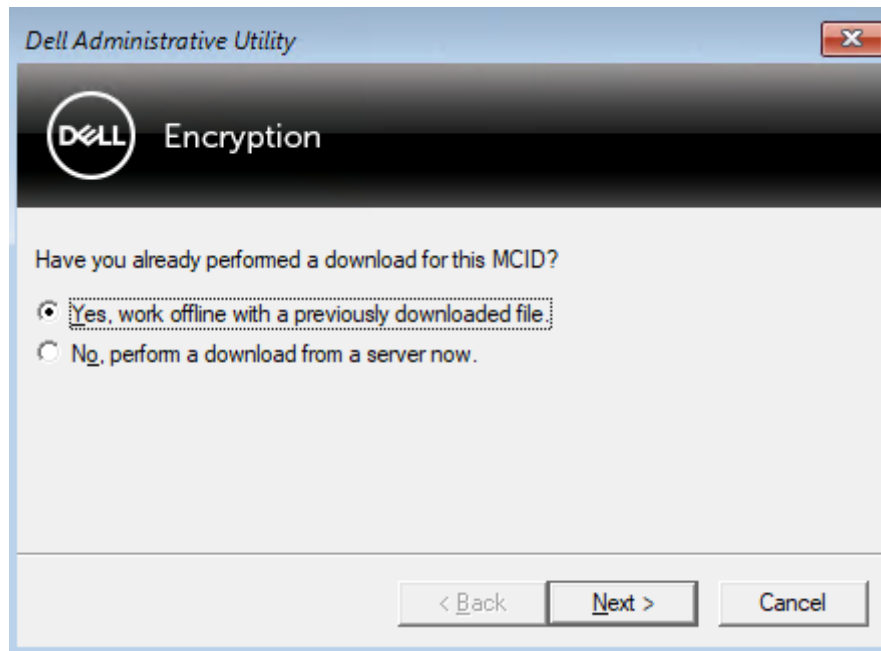 Dell Administrative Utility
DELL Encryption
Have you already performed a download for this MCID?
Yes, work offline with a previously downloaded file.
No, perform a download from a server now.
< Back Next > Cancel